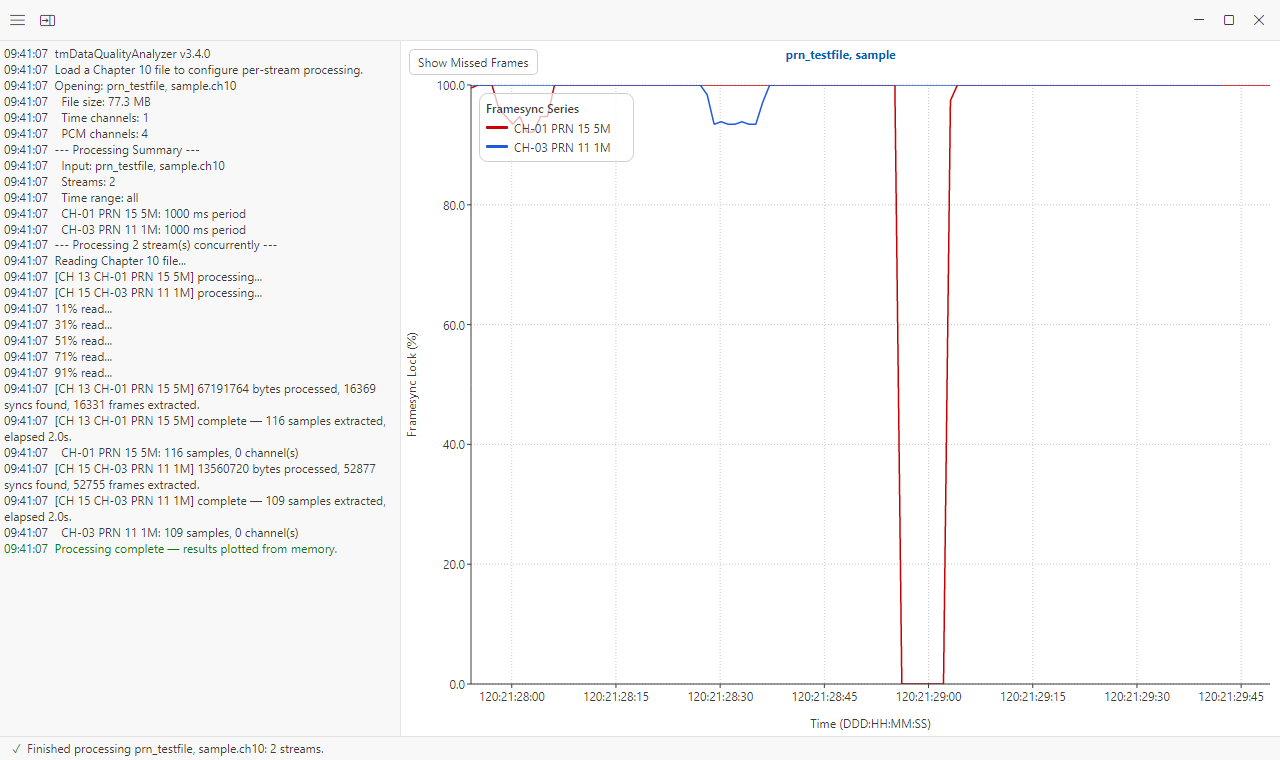 09:41:07 tmDataQualityAnalyzer v3.4.0
09:41:07 Load a Chapter 10 file to configure per-stream processing.
09:41:07 Opening: prn_testfile, sample.ch10
09:41:07 File size: 77.3 MB
09:41:07 Time channels: 1
09:41:07 PCM channels: 4
09:41:07 --- Processing Summary ---
09:41:07 Input: prn_testfile, sample.ch10
09:41:07 Streams: 2
09:41:07 Time range: all
09:41:07 CH-01 PRN 15 5M: 1000 ms period
09:41:07 CH-03 PRN 11 1M: 1000 ms period
09:41:07 --- Processing 2 stream(s) concurrently ---
09:41:07 Reading Chapter 10 file...
09:41:07 [CH 13 CH-01 PRN 15 5M] processing...
09:41:07 [CH 15 CH-03 PRN 11 1M] processing...
09:41:07 11% read...
09:41:07 31% read...
09:41:07 51% read...
09:41:07 71% read...
09:41:07 91% read...
09:41:07 [CH 13 CH-01 PRN 15 5M] 67191764 bytes processed, 16369
syncs found, 16331 frames extracted.
09:41:07 [CH 13 CH-01 PRN 15 5M] complete — 116 samples extracted,
elapsed 2.0s.
09:41:07 CH-01 PRN 15 5M: 116 samples, 0 channel(s)
09:41:07 [CH 15 CH-03 PRN 11 1M] 13560720 bytes processed, 52877
syncs found, 52755 frames extracted.
09:41:07 [CH 15 CH-03 PRN 11 1M] complete — 109 samples extracted,
elapsed 2.0s.
09:41:07 CH-03 PRN 11 1M: 109 samples, 0 channel(s)
09:41:07 Processing complete — results plotted from memory.
Show Missed Frames
prn_testfile, sample
Framesync Series
CH-01 PRN 15 5M
CH-03 PRN 11 1M
Framesync Lock (%)
100.0
80.0
60.0
40.0
20.0
0.0
120:21:28:00 120:21:28:15 120:21:28:30 120:21:28:45 120:21:29:00 120:21:29:15 120:21:29:30 120:21:29:45
Time (DDD:HH:MM:SS)
✓ Finished processing prn_testfile, sample.ch10: 2 streams.